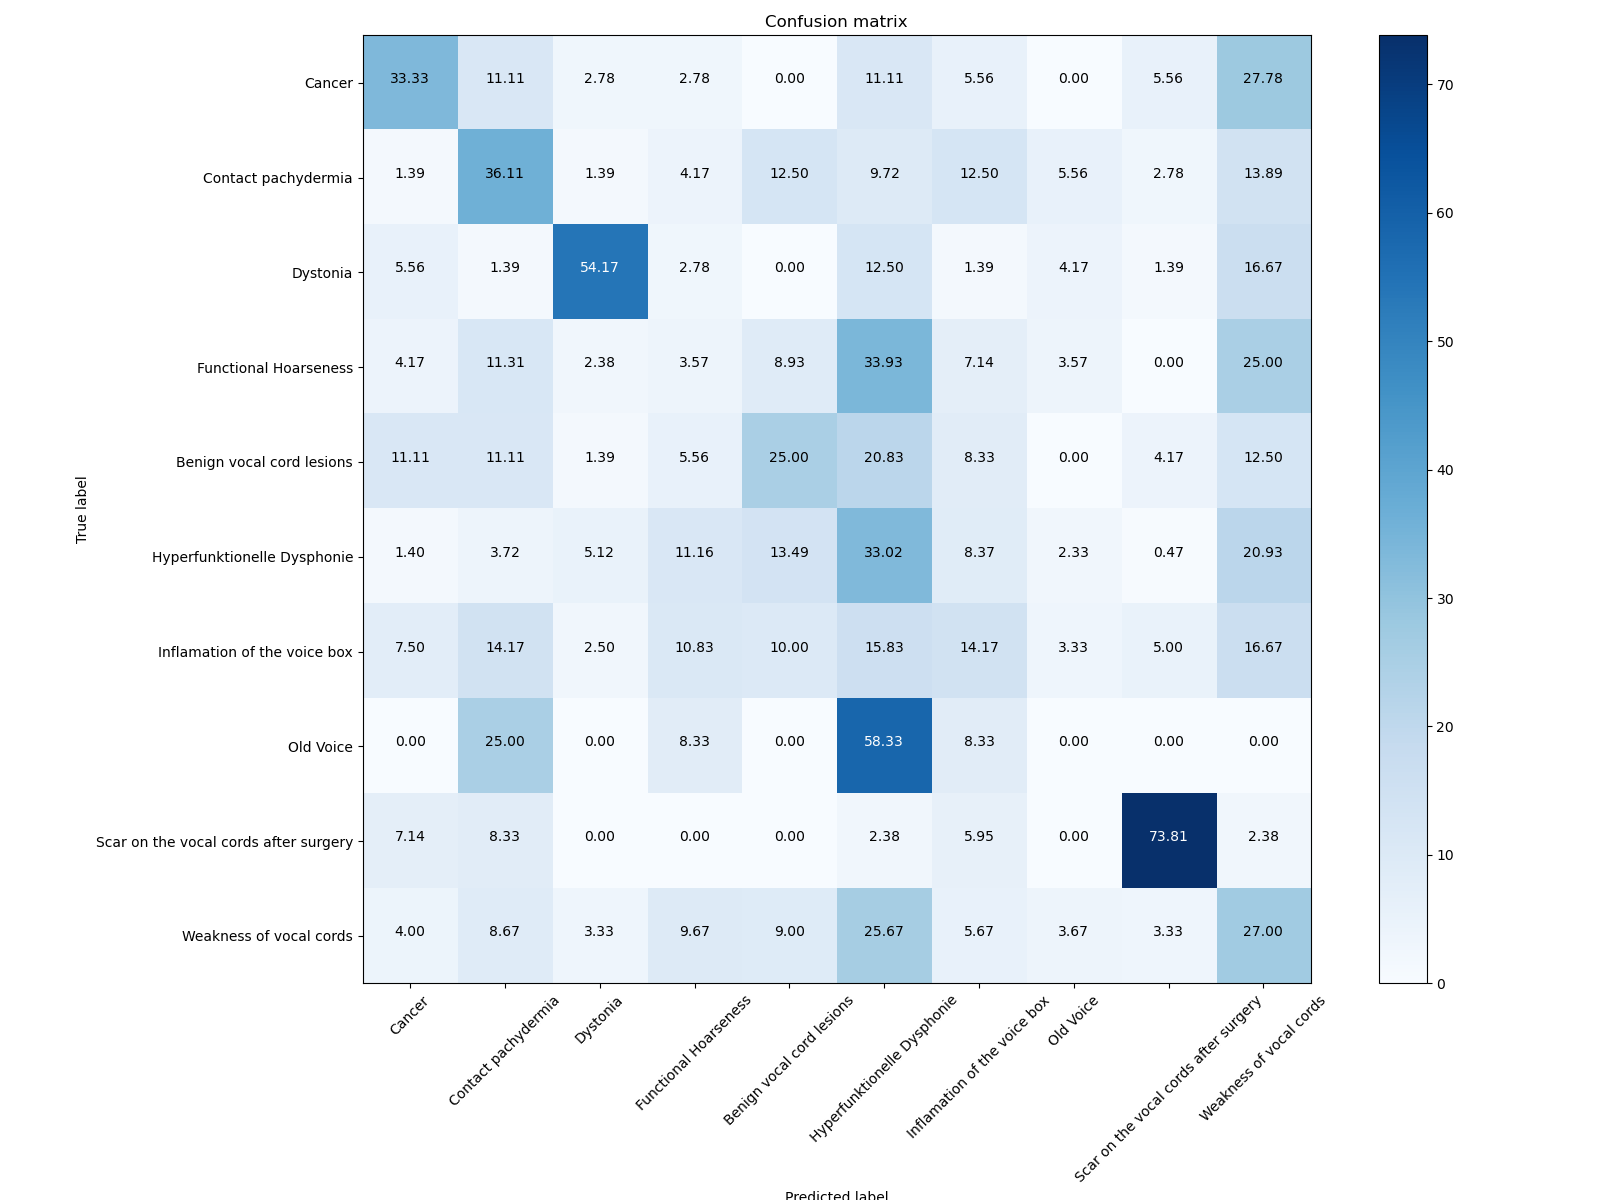 Confusion matrix
Cancer 33.33 11.11 2.78 2.78 0.00 11.11 5.56 0.00 5.56 27.78
Contact pachydermia 1.39 36.11 1.39 4.17 12.50 9.72 12.50 5.56 2.78 13.89
Dystonia 5.56 1.39 54.17 2.78 0.00 12.50 1.39 4.17 1.39 16.67
Functional Hoarseness 4.17 11.31 2.38 3.57 8.93 33.93 7.14 3.57 0.00 25.00
Benign vocal cord lesions 11.11 11.11 1.39 5.56 25.00 20.83 8.33 0.00 4.17 12.50
Hyperfunktionelle Dysphonie 1.40 3.72 5.12 11.16 13.49 33.02 8.37 2.33 0.47 20.93
Inflamation of the voice box 7.50 14.17 2.50 10.83 10.00 15.83 14.17 3.33 5.00 16.67
Old Voice 0.00 25.00 0.00 8.33 0.00 58.33 8.33 0.00 0.00 0.00
Scar on the vocal cords after surgery 7.14 8.33 0.00 0.00 0.00 2.38 5.95 0.00 73.81 2.38
Weakness of vocal cords 4.00 8.67 3.33 9.67 9.00 25.67 5.67 3.67 3.33 27.00
True label
Cancer
Contact pachydermia
Dystonia
Functional Hoarseness
Benign vocal cord lesions
Hyperfunktionelle Dysphonie
Inflamation of the voice box
Old Voice
Scar on the vocal cords after surgery
Weakness of vocal cords
Predicted label
70
60
50
40
30
20
10
0